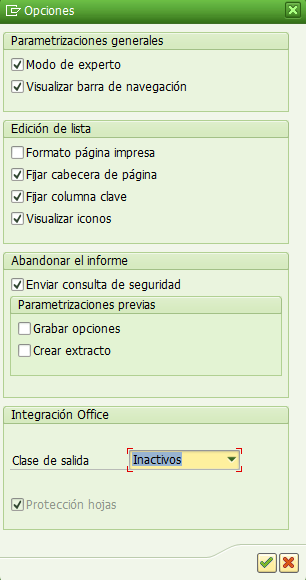 Opciones
Parametrizaciones generales
Modo de experto
Visualizar barra de navegación
Edición de lista
Formato página impresa
Fijar cabecera de página
Fijar columna clave
Visualizar iconos
Abandonar el informe
Enviar consulta de seguridad
Parametrizaciones previas
Grabar opciones
Crear extracto
Integración Office
Clase de salida Inactivos
Protección hojas